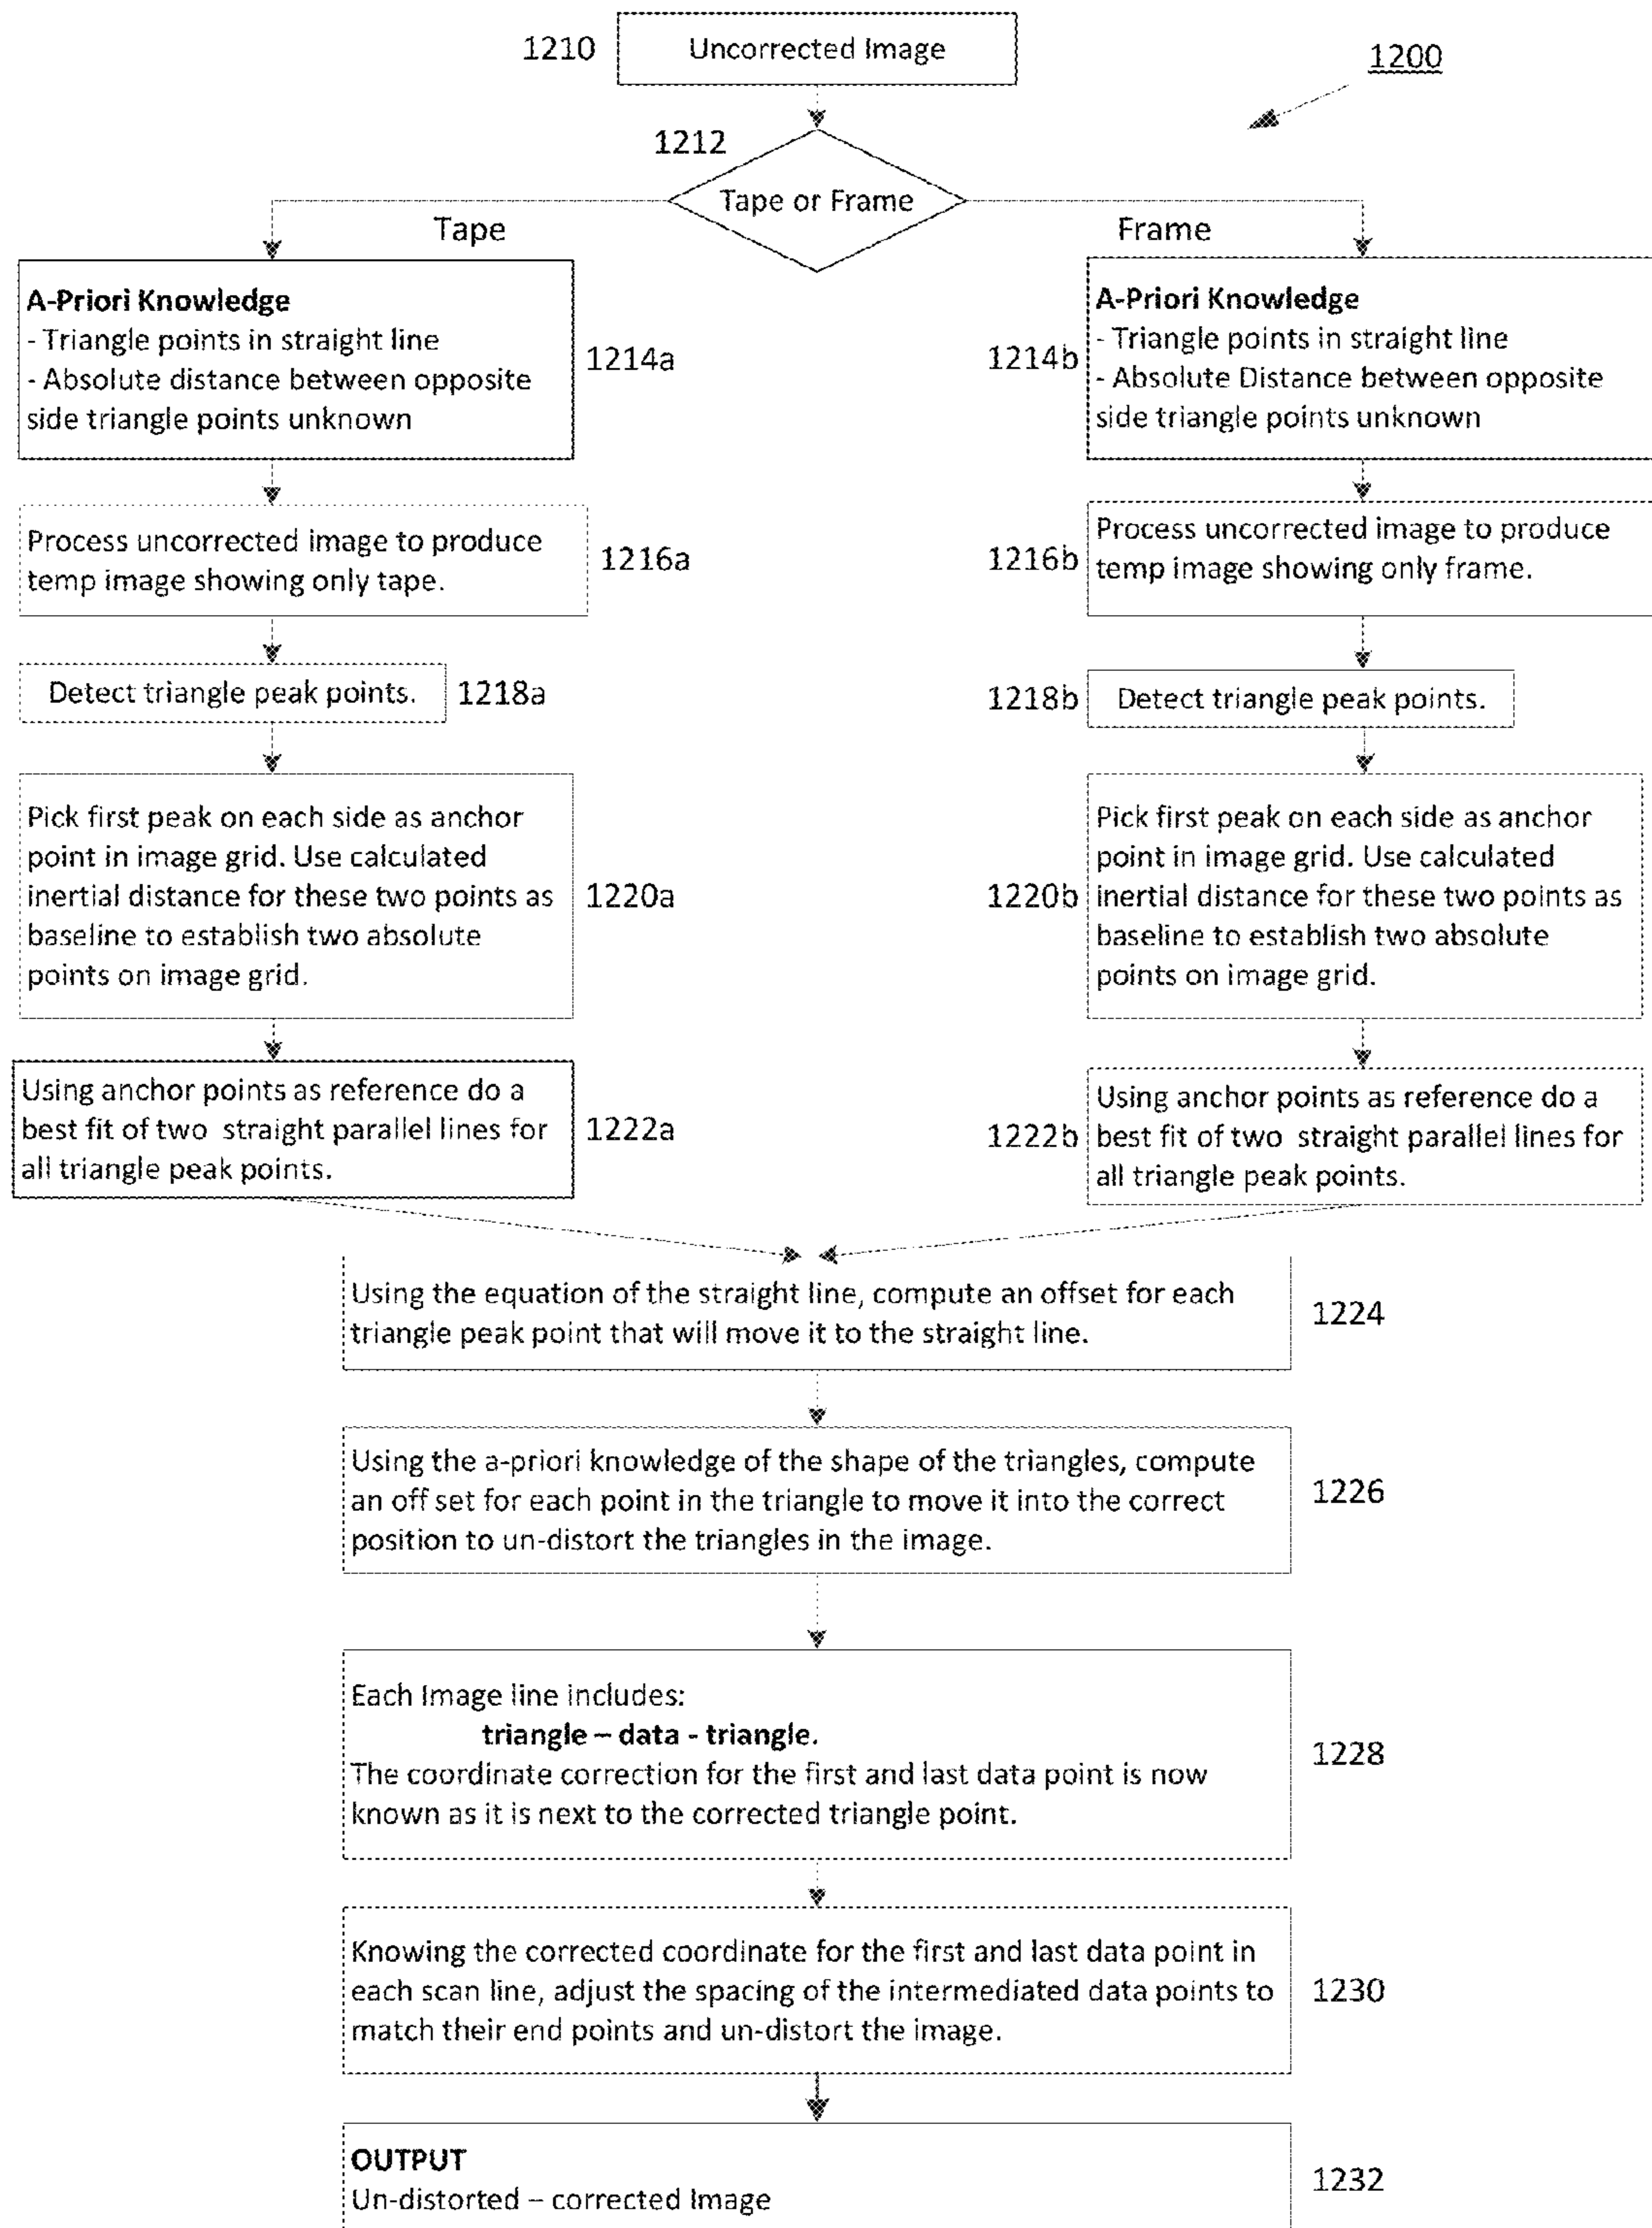 1210
Uncorrected Image
1200
1212
Tape or Frame
Tape
Frame
A-Priori Knowledge
- Triangle points in straight line
- Absolute distance between opposite
side triangle points unknown
1214a
1214b
A-Priori Knowledge
- Triangle points in straight line
- Absolute Distance between opposite
side triangle points unknown
Process uncorrected image to produce
temp image showing only tape.
1216a
1216b
Process uncorrected image to produce
temp image showing only frame.
Detect triangle peak points.
1218a
1218b
Detect triangle peak points.
Pick first peak on each side as anchor
point in image grid. Use calculated
inertial distance for these two points as
baseline to establish two absolute
points on image grid.
1220a
1220b
Pick first peak on each side as anchor
point in image grid. Use calculated
inertial distance for these two points as
baseline to establish two absolute
points on image grid.
Using anchor points as reference do a
best fit of two straight parallel lines for
all triangle peak points.
1222a
1222b
Using anchor points as reference do a
best fit of two straight parallel lines for
all triangle peak points.
Using the equation of the straight line, compute an offset for each
triangle peak point that will move it to the straight line.
1224
Using the a-priori knowledge of the shape of the triangles, compute
an off set for each point in the triangle to move it into the correct
position to un-distort the triangles in the image.
1226
Each Image line includes:
triangle – data - triangle.
The coordinate correction for the first and last data point is now
known as it is next to the corrected triangle point.
1228
Knowing the corrected coordinate for the first and last data point in
each scan line, adjust the spacing of the intermediated data points to
match their end points and un-distort the image.
1230
OUTPUT
Un-distorted – corrected Image
1232